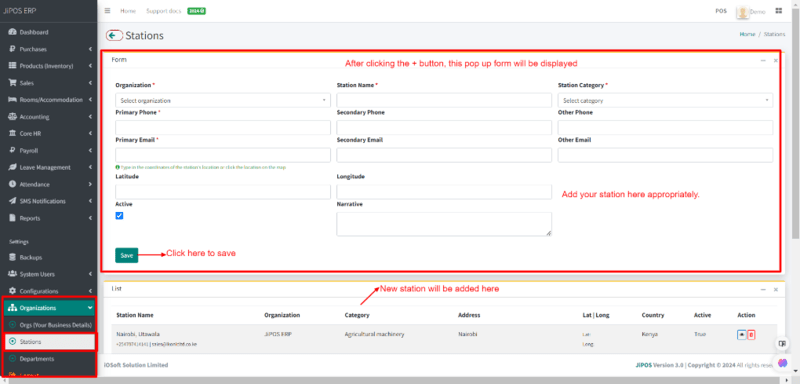 JIPOS ERP
Home
Support docs
POS
Demo
Stations
Home / Stations
Dashboard
Purchases
Products (Inventory)
Sales
Rooms/Accommodation
Accounting
Core HR
Payroll
Leave Management
Attendance
SMS Notifications
Reports
Settings
Backups
System Users
Configurations
Organizations
Orgs (Your Business Details)
Stations
Departments
Form
After clicking the + button, this pop up form will be displayed
Organization *
Station Name *
Station Category *
Select organization
Select category
Primary Phone *
Secondary Phone
Other Phone
Primary Email *
Secondary Email
Other Email
Type in the coordinates of the station's location or click the location on the map
Latitude
Longitude
Add your station here appropriately.
Active
Narrative
Save
Click here to save
List
New station will be added here
Station Name
Organization
Category
Address
Lat | Long
Country
Active
Action
Nairobi, Utawala
JIPOS ERP
Agricultural machinery
Nairobi
Lat:
Long:
Kenya
True
iOSoft Solution Limited
JIPOS Version 3.0 | Copyright © 2024 All rights